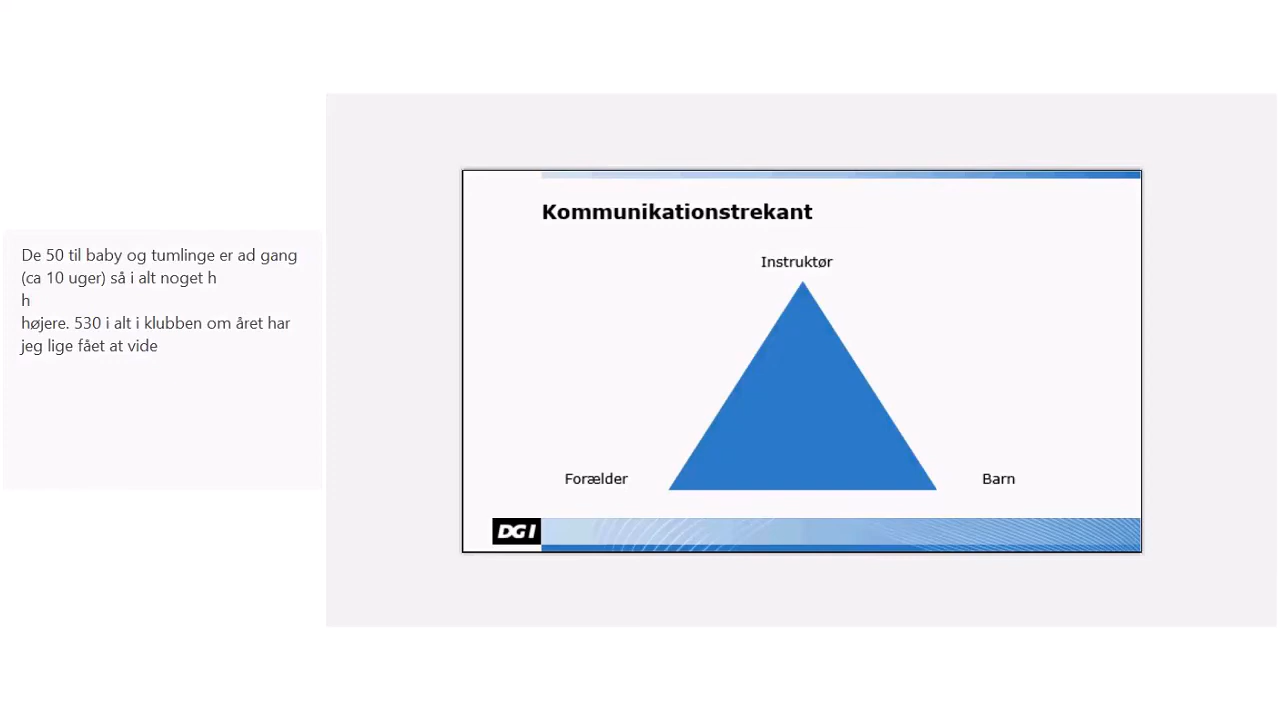 De 50 til baby og tumlinge er ad gang
(ca 10 uger) så i alt noget h
h
højere. 530 i alt i klubben om året har
jeg lige fået at vide
Kommunikationstrekant
Instruktør
Forælder
Barn
DGI